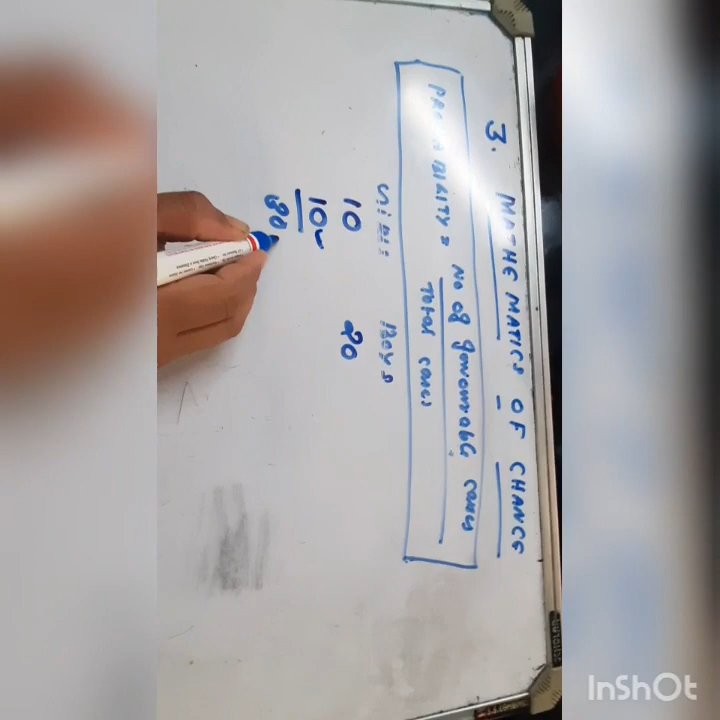 3. MATHEMATICS OF CHANCE
PROBABILITY = No of favourable cases
Total cases
Girls Boys
10 20
10
30
InShOt